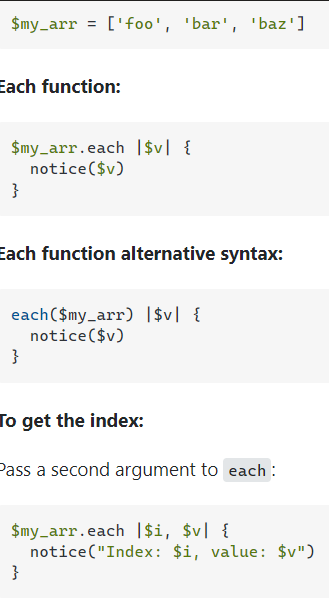 $my_arr = ['foo', 'bar', 'baz']
Each function:
$my_arr.each |$v| {
  notice($v)
}
Each function alternative syntax:
each($my_arr) |$v| {
  notice($v)
}
To get the index:
Pass a second argument to each:
$my_arr.each |$i, $v| {
  notice("Index: $i, value: $v")
}